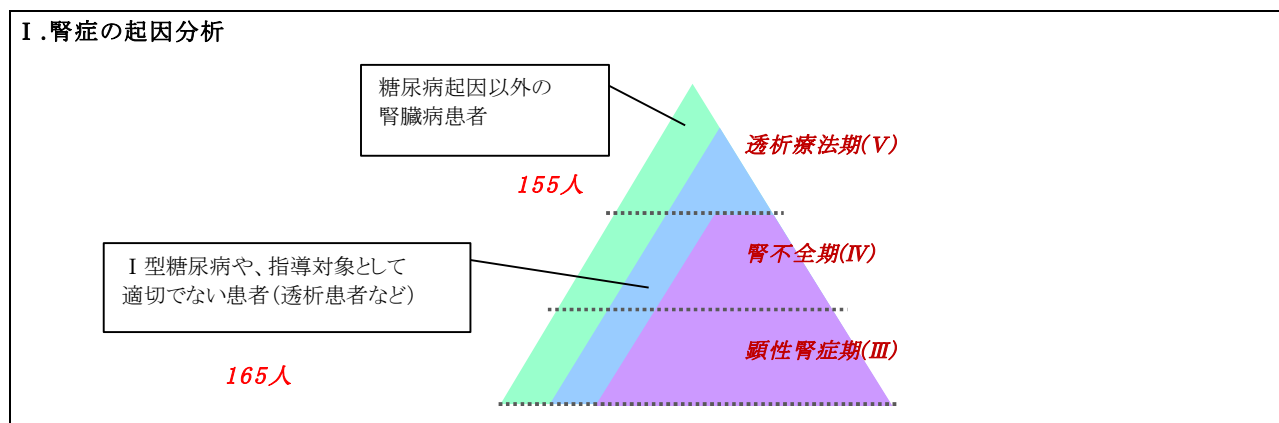 Ⅰ.腎症の起因分析
糖尿病起因以外の
腎臓病患者
透析療法期(Ⅴ)
155人
腎不全期(Ⅳ)
Ⅰ型糖尿病や、指導対象として
適切でない患者(透析患者など)
顕性腎症期(Ⅲ)
165人